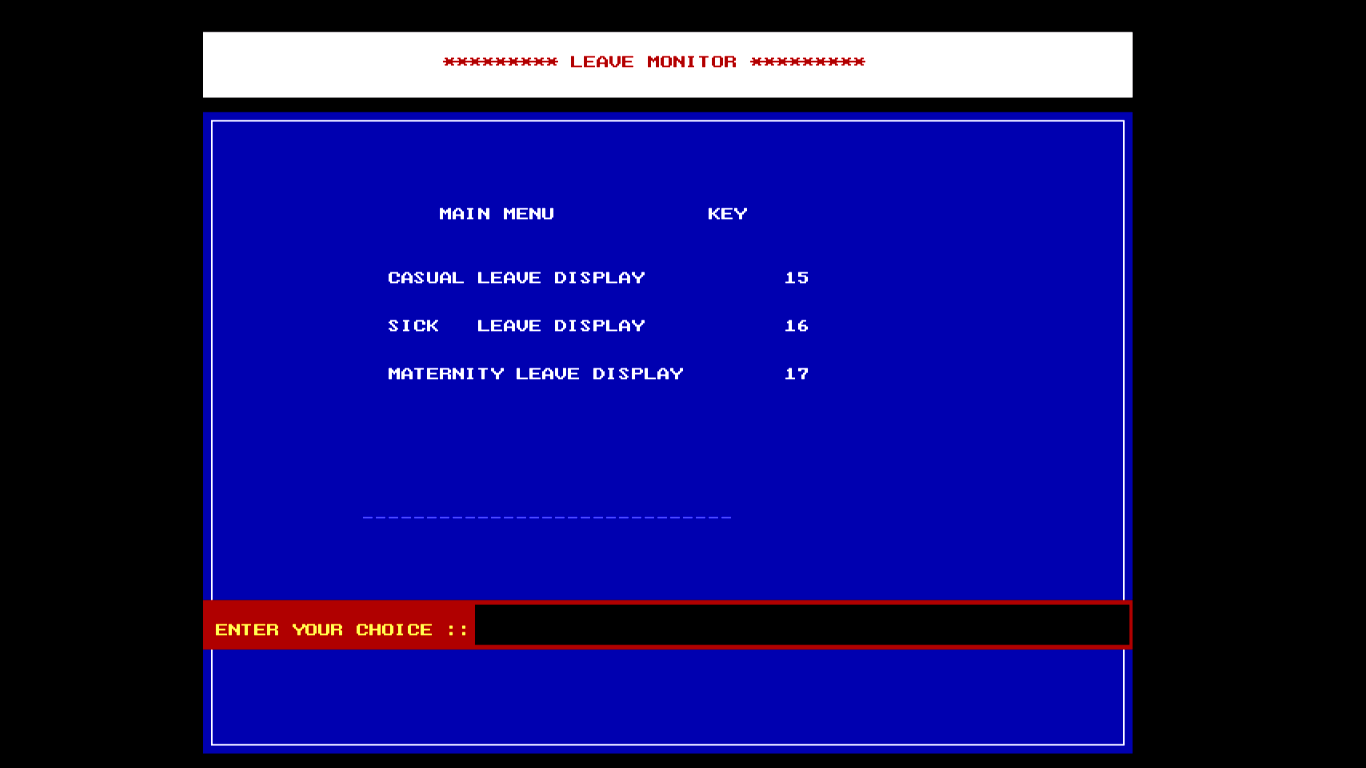 ********* LEAVE MONITOR *********
MAIN MENU KEY
CASUAL LEAVE DISPLAY 15
SICK LEAVE DISPLAY 16
MATERNITY LEAVE DISPLAY 17
_____________________________
ENTER YOUR CHOICE ::